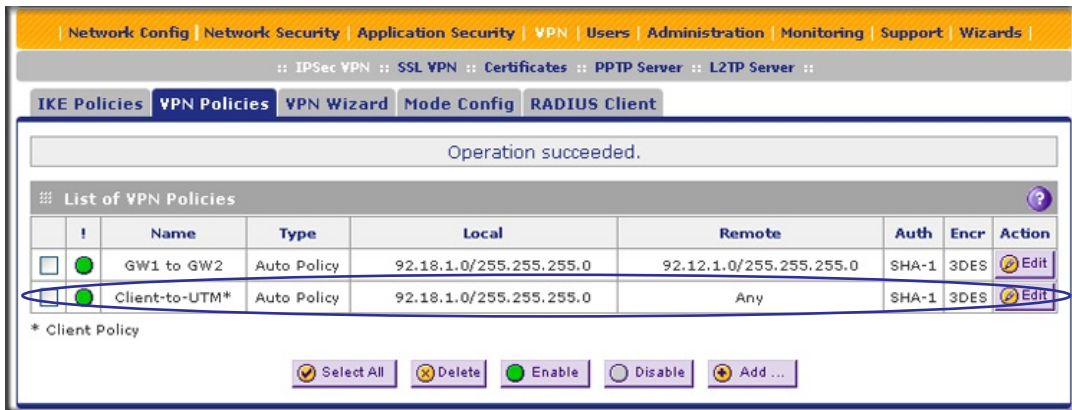 | Network Config | Network Security | Application Security | VPN | Users | Administration | Monitoring | Support | Wizards |
:: IPSec VPN :: SSL VPN :: Certificates :: PPTP Server :: L2TP Server ::
IKE Policies VPN Policies VPN Wizard Mode Config RADIUS Client
Operation succeeded.
List of VPN Policies ?
! Name Type Local Remote Auth Encr Action
GW1 to GW2 Auto Policy 92.18.1.0/255.255.255.0 92.12.1.0/255.255.255.0 SHA-1 3DES Edit
Client-to-UTM* Auto Policy 92.18.1.0/255.255.255.0 Any SHA-1 3DES Edit
* Client Policy
Select All Delete Enable Disable Add ...